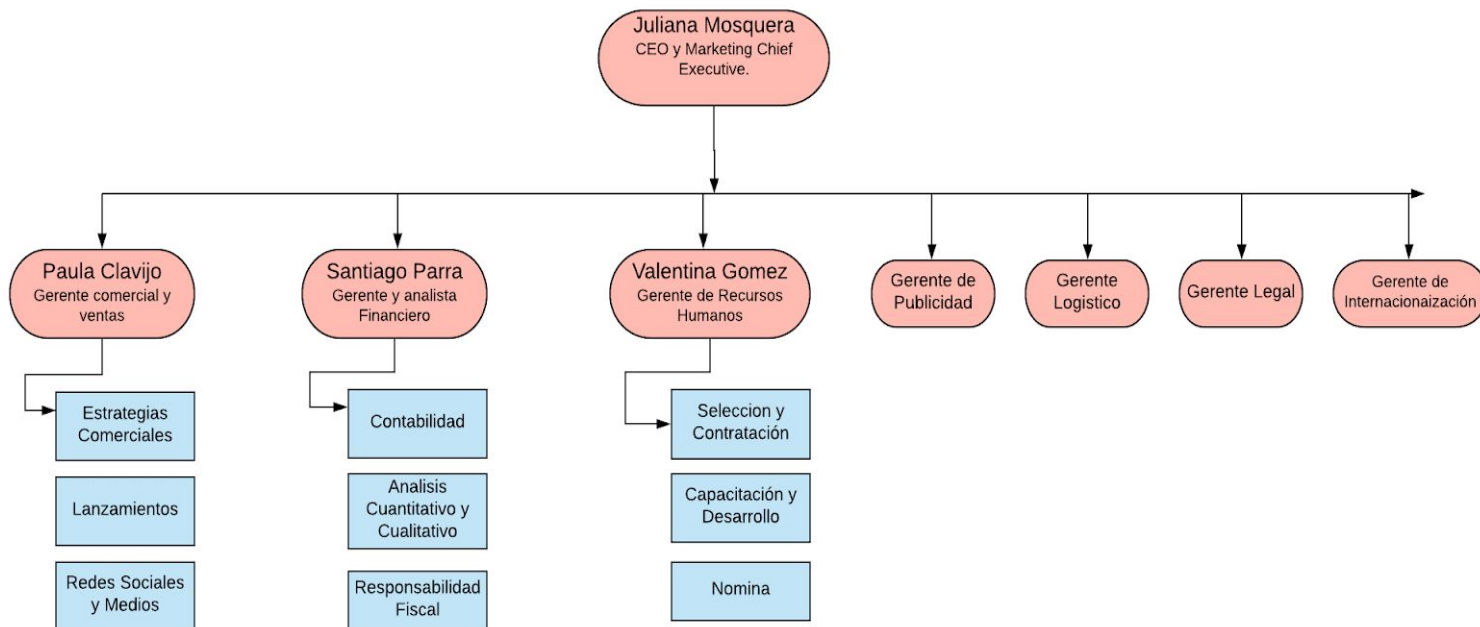 Juliana Mosquera
CEO y Marketing Chief
Executive.
Paula Clavijo
Gerente comercial y
ventas
Santiago Parra
Gerente y analista
Financiero
Valentina Gomez
Gerente de Recursos
Humanos
Gerente de
Publicidad
Gerente
Logistico
Gerente Legal
Gerente de
Internacionaización
Estrategias
Comerciales
Contabilidad
Seleccion y
Contratación
Lanzamientos
Analisis
Cuantitativo y
Cualitativo
Capacitación y
Desarrollo
Redes Sociales
y Medios
Responsabilidad
Fiscal
Nomina